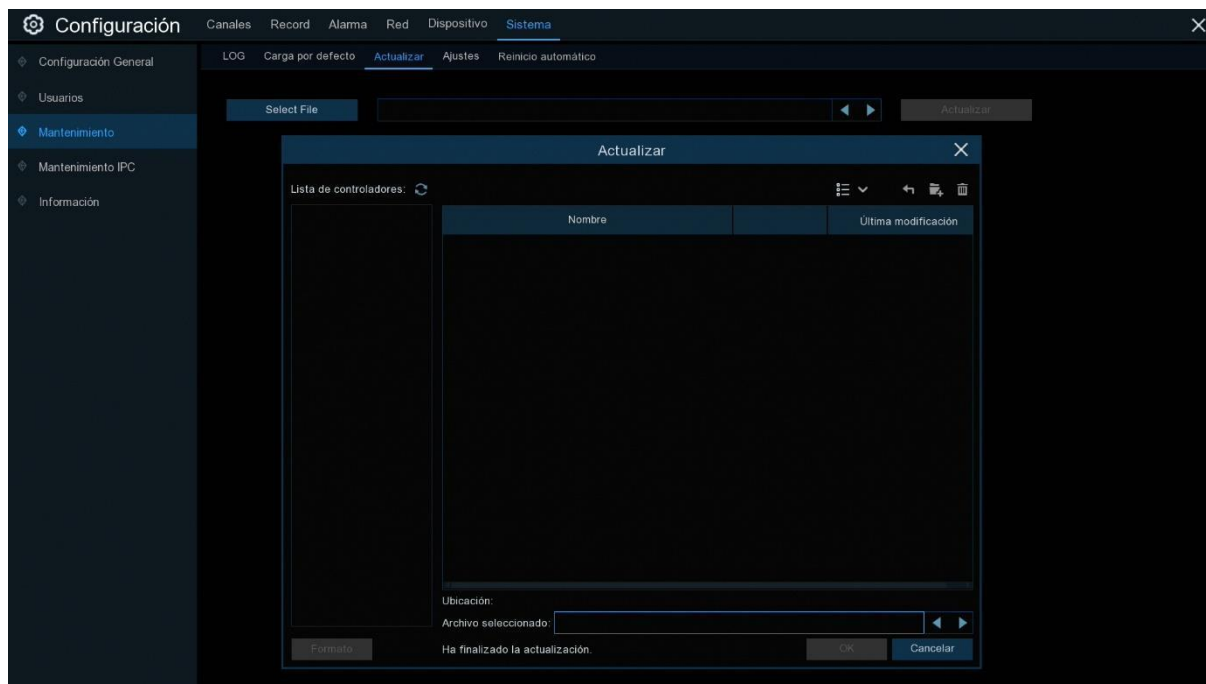 Configuración
Canales Record Alarma Red Dispositivo Sistema
Configuración General
Usuarios
Mantenimiento
Mantenimiento IPC
Información
LOG Carga por defecto Actualizar Ajustes Reinicio automático
Select File Actualizar
Actualizar
Lista de controladores:
Nombre Última modificación
Ubicación:
Archivo seleccionado:
Formato Ha finalizado la actualización. OK Cancelar